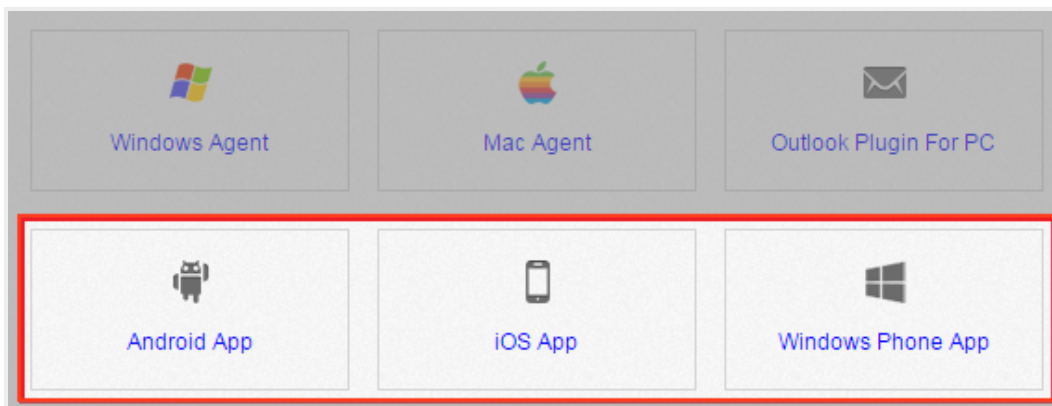 Windows Agent
Mac Agent
Outlook Plugin For PC
Android App
iOS App
Windows Phone App